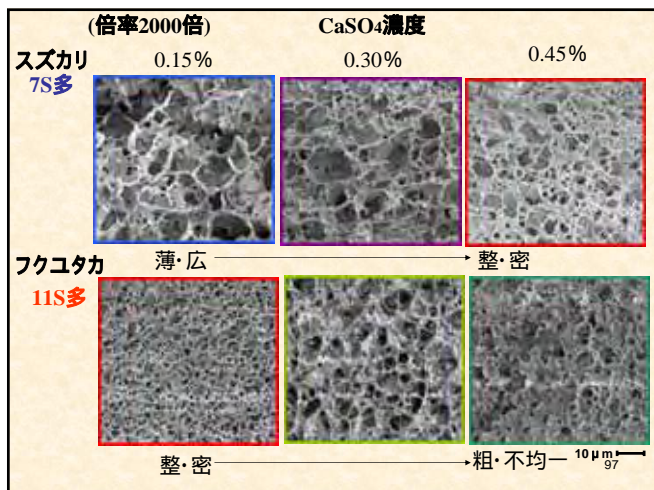 (倍率2000倍) CaSO4濃度
スズカリ 0.15% 0.30% 0.45%
7S多
薄・広 整・密
フクユタカ
11S多
整・密 粗・不均一 10μm
97